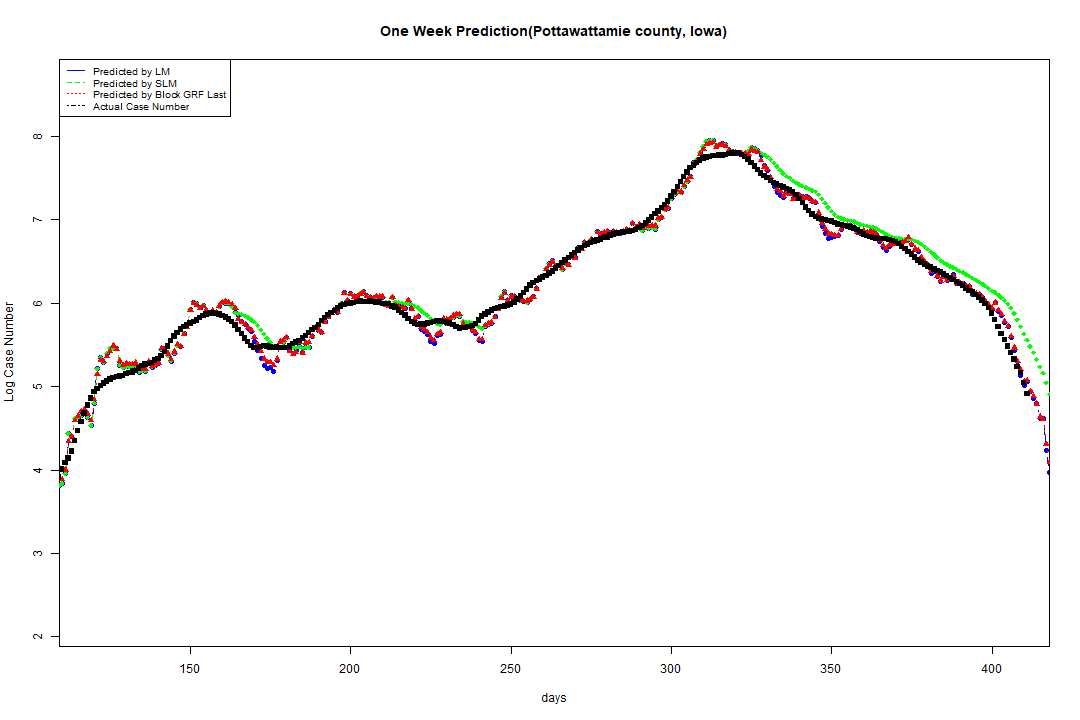 One Week Prediction(Pottawattamie county, Iowa)
Predicted by LM
Predicted by SLM
Predicted by Block GRF Last
Actual Case Number
8
7
6
5
4
3
2
Log Case Number
150 200 250 300 350 400
days